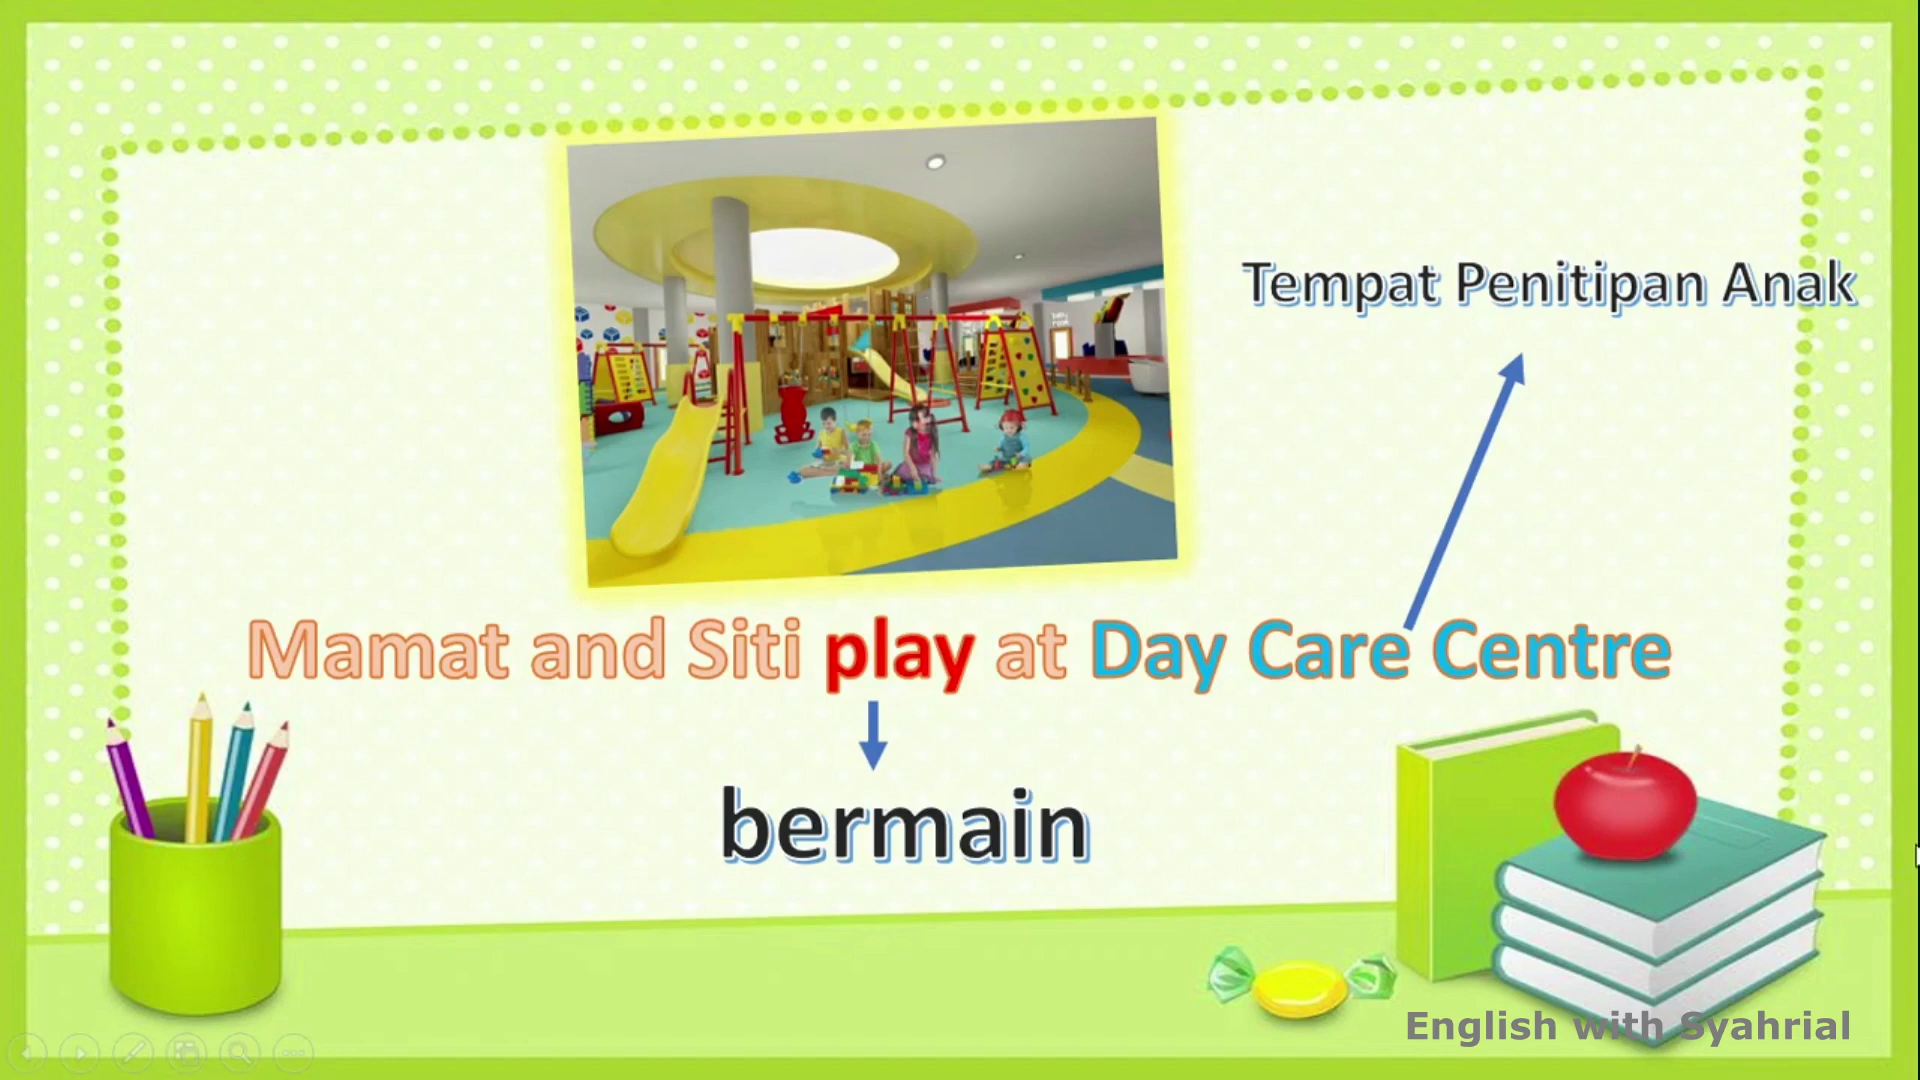 Tempat Penitipan Anak
Mamat and Siti play at Day Care Centre
bermain
English with Syahrial